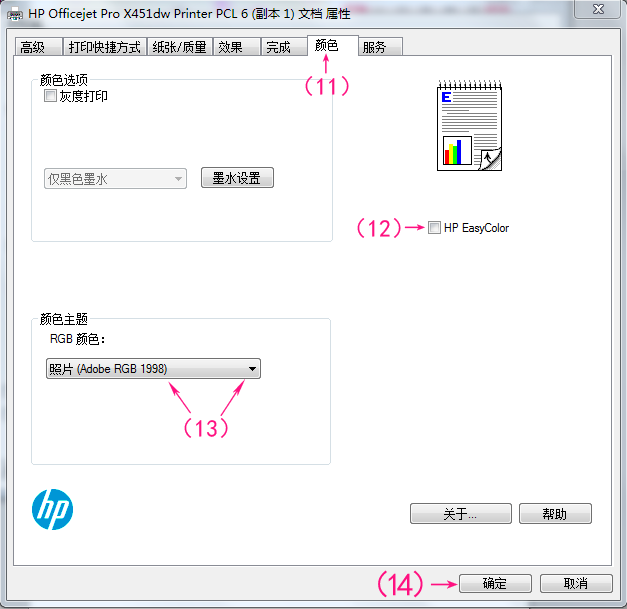 HP Officejet Pro X451dw Printer PCL 6 (副本 1) 文档 属性
高级 打印快捷方式 纸张/质量 效果 完成 颜色 服务
(11)
颜色选项
灰度打印
E
仅黑色墨水 墨水设置
(12) HP EasyColor
颜色主题
RGB 颜色:
照片 (Adobe RGB 1998)
(13)
hp
关于... 帮助
(14) 确定 取消